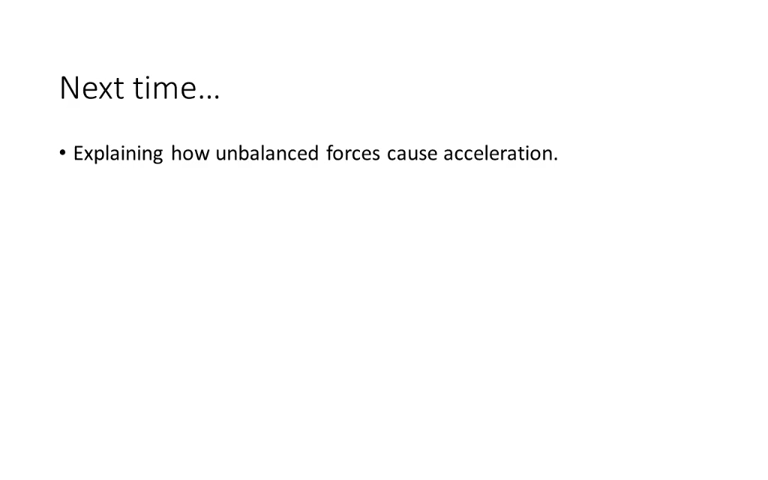 Next time…
• Explaining how unbalanced forces cause acceleration.